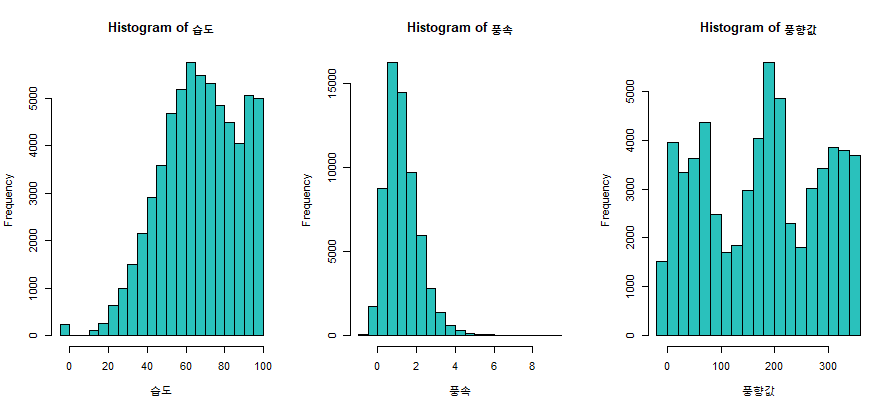 Histogram of 습도
Frequency
0 1000 2000 3000 4000 5000
0 20 40 60 80 100
습도
Histogram of 풍속
Frequency
0 5000 10000 15000
0 2 4 6 8
풍속
Histogram of 풍향값
Frequency
0 1000 2000 3000 4000 5000
0 100 200 300
풍향값